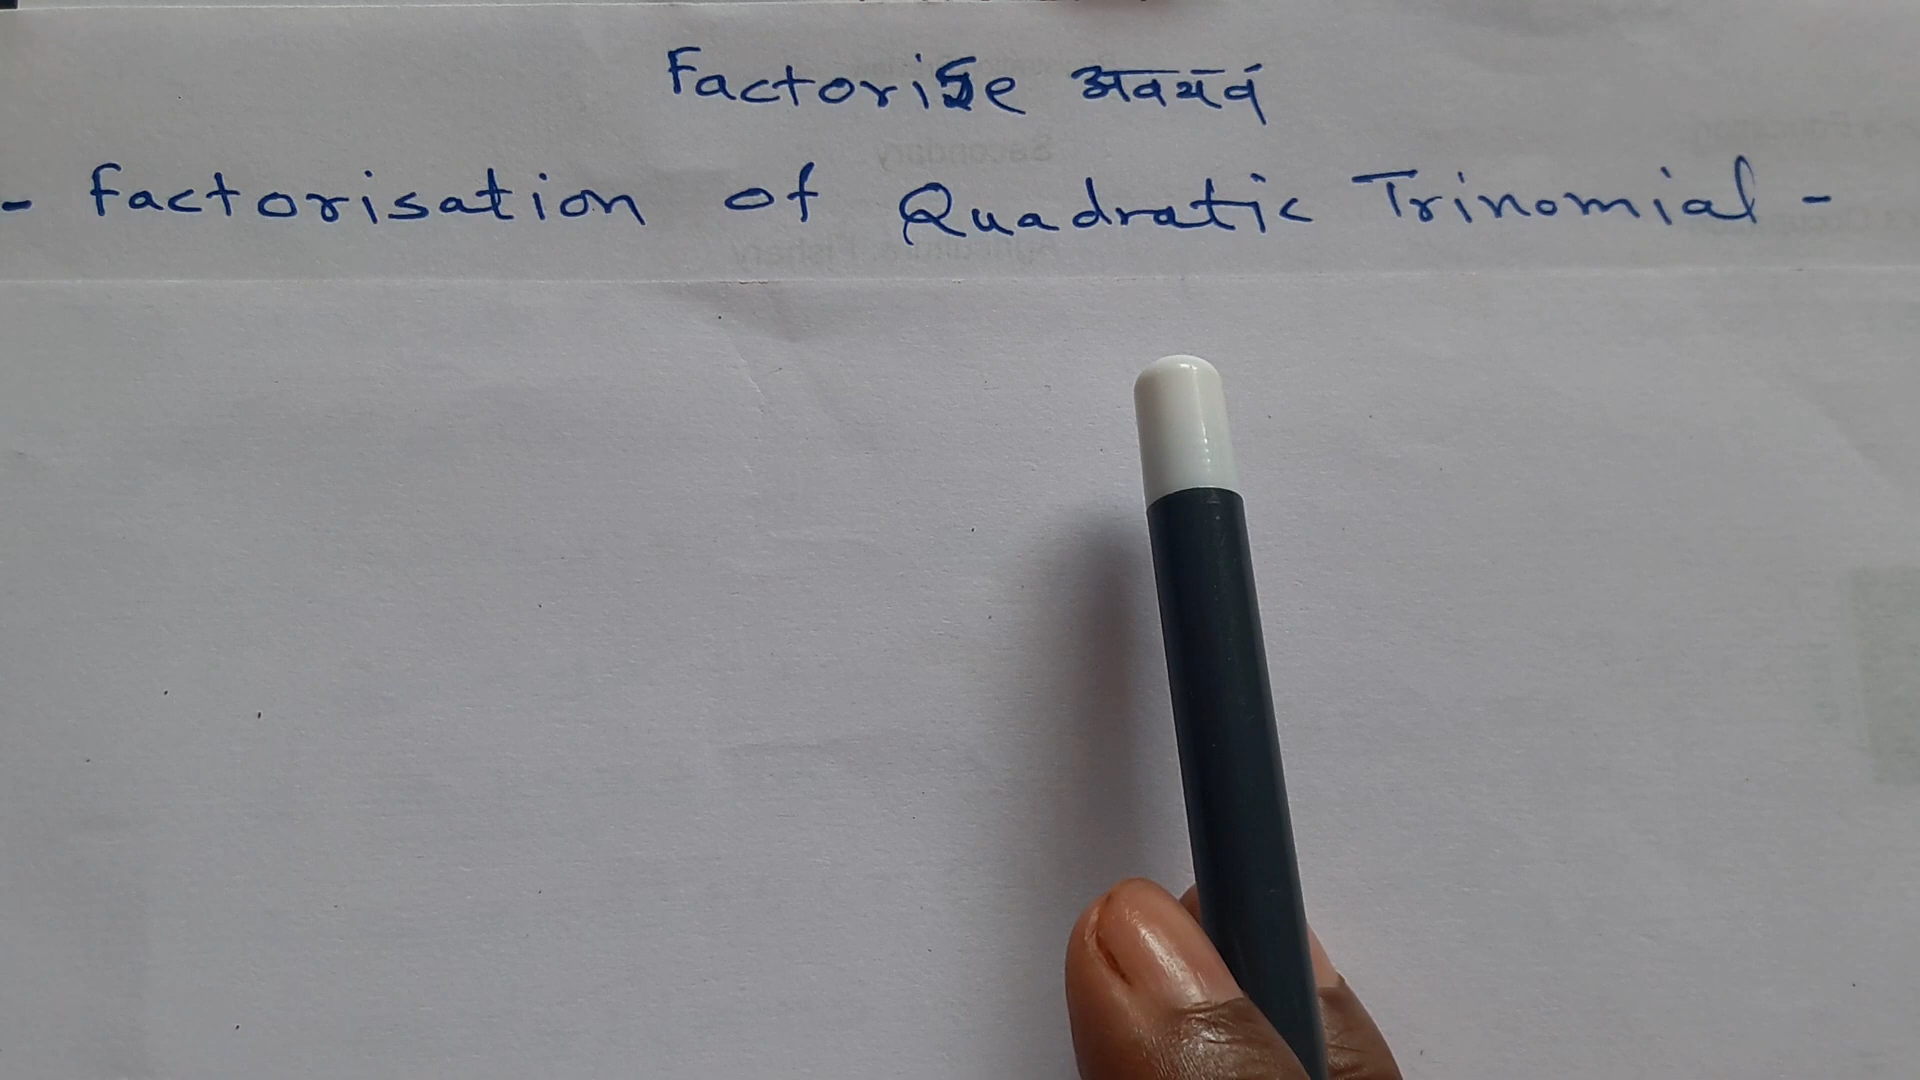 Factorise अवयव
- Factorisation of Quadratic Trinomial -